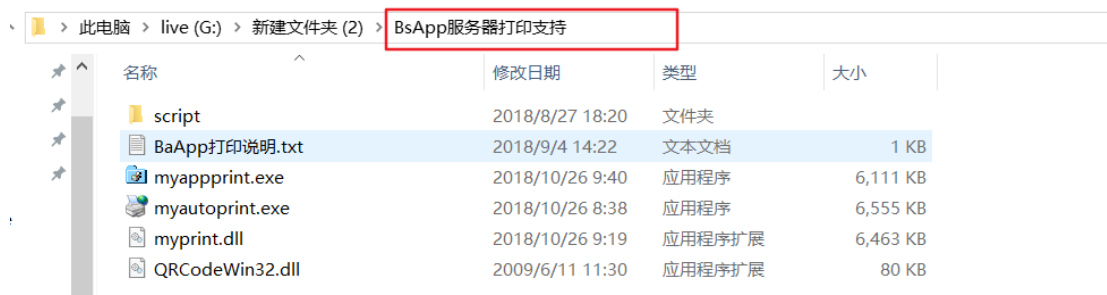 此电脑 > live (G:) > 新建文件夹 (2) > BsApp服务器打印支持
名称 修改日期 类型 大小
script 2018/8/27 18:20 文件夹
BaApp打印说明.txt 2018/9/4 14:22 文本文档 1 KB
myappprint.exe 2018/10/26 9:40 应用程序 6,111 KB
myautoprint.exe 2018/10/26 8:38 应用程序 6,555 KB
myprint.dll 2018/10/26 9:19 应用程序扩展 6,463 KB
QRCodeWin32.dll 2009/6/11 11:30 应用程序扩展 80 KB